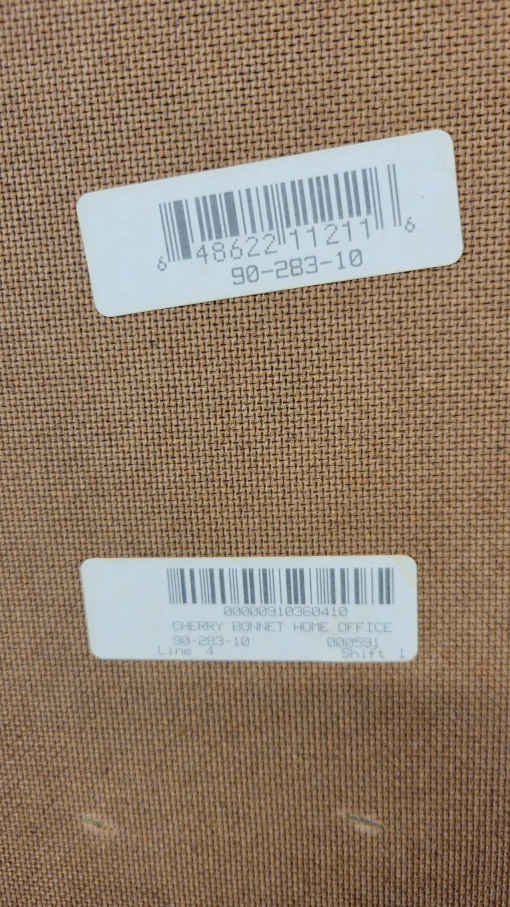 6 48622 11211 6
90-283-10
00000910360410
CHERRY BONNET HOME OFFICE
90-283-10 000591
Line 4 Shift 1